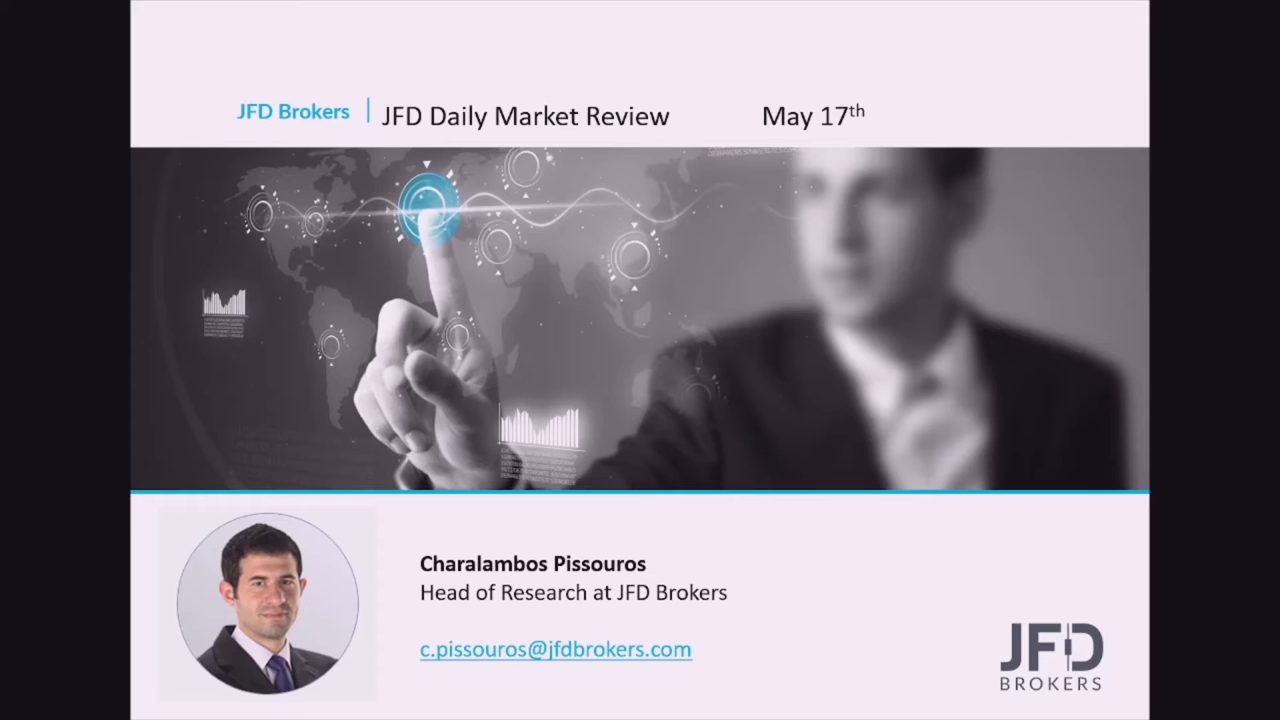 JFD Brokers | JFD Daily Market Review May 17th
Charalambos Pissouros
Head of Research at JFD Brokers
c.pissouros@jfdbrokers.com
JFD
BROKERS